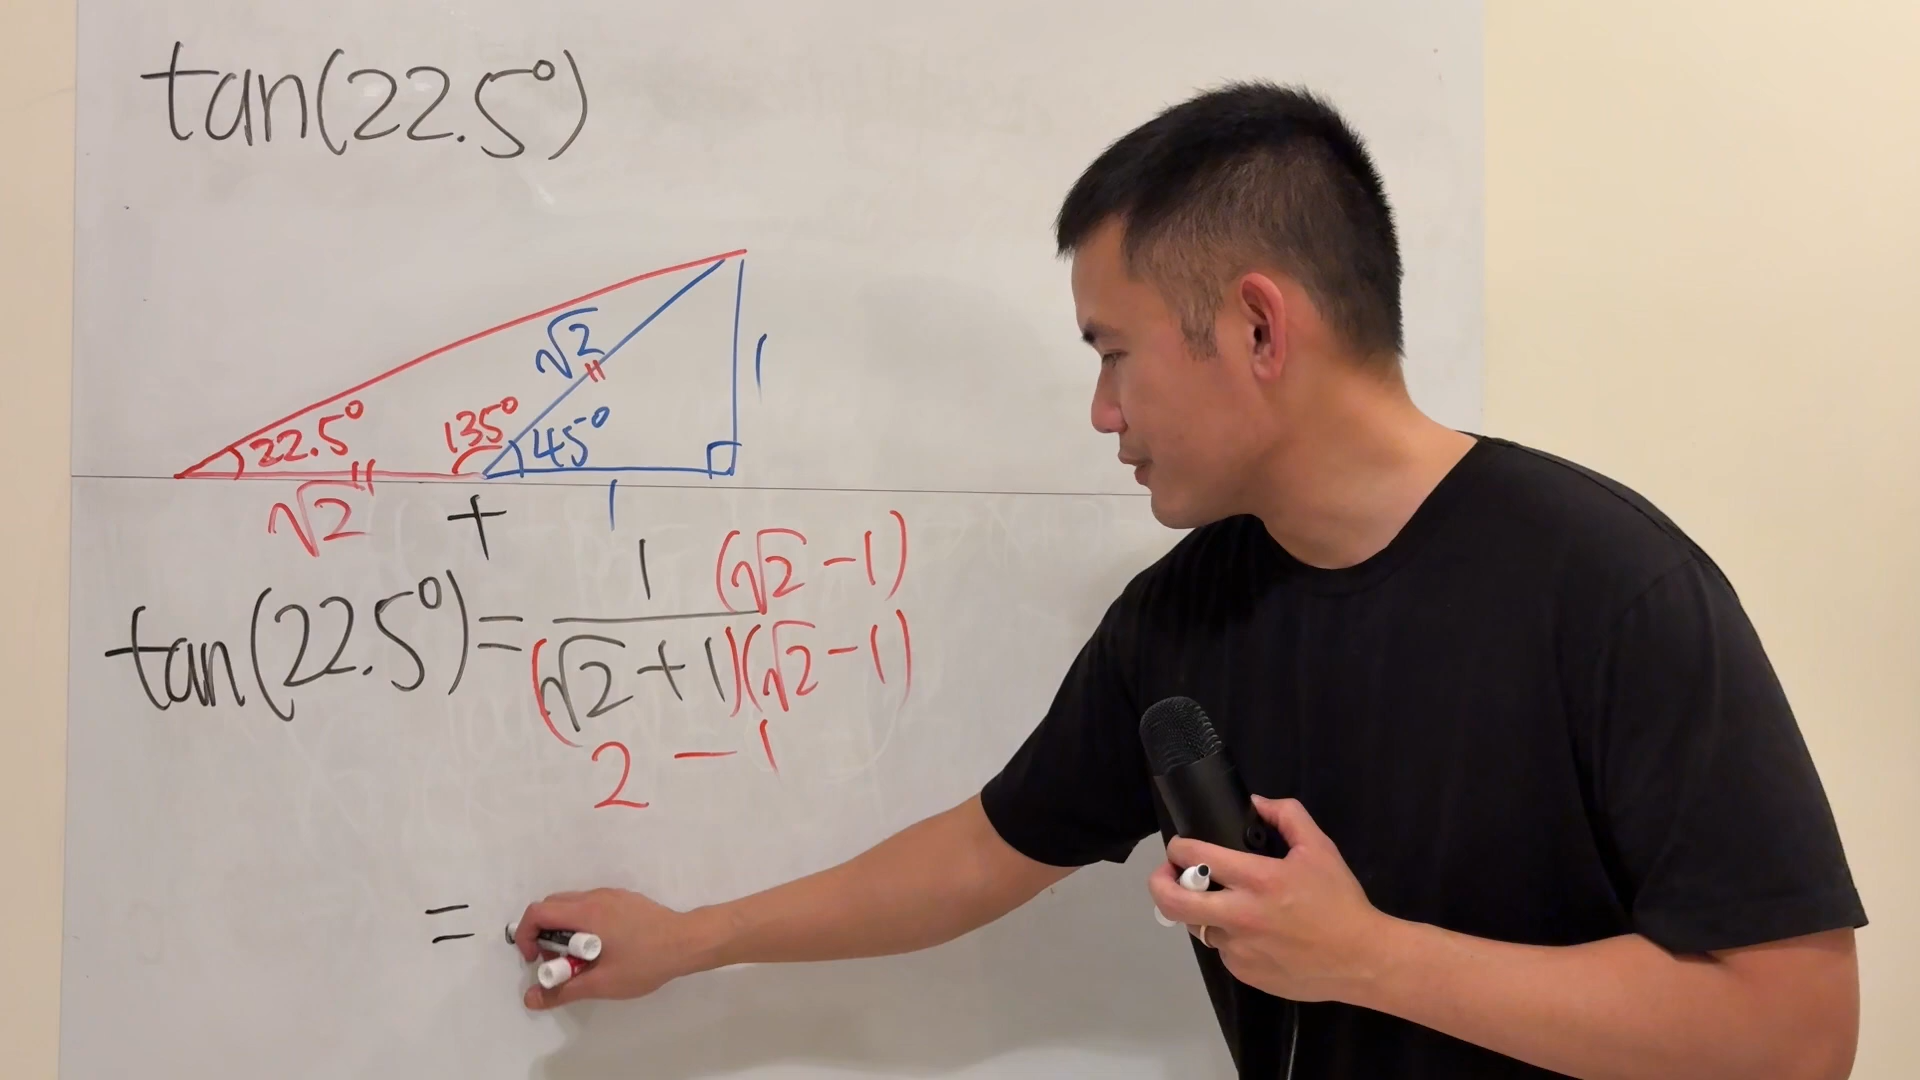 tan(22.5°)
√2
1
22.5° 135° 45°
√2 + 1
tan(22.5°) = 1 (√2 - 1)
(√2 + 1)(√2 - 1)
2 - 1
=